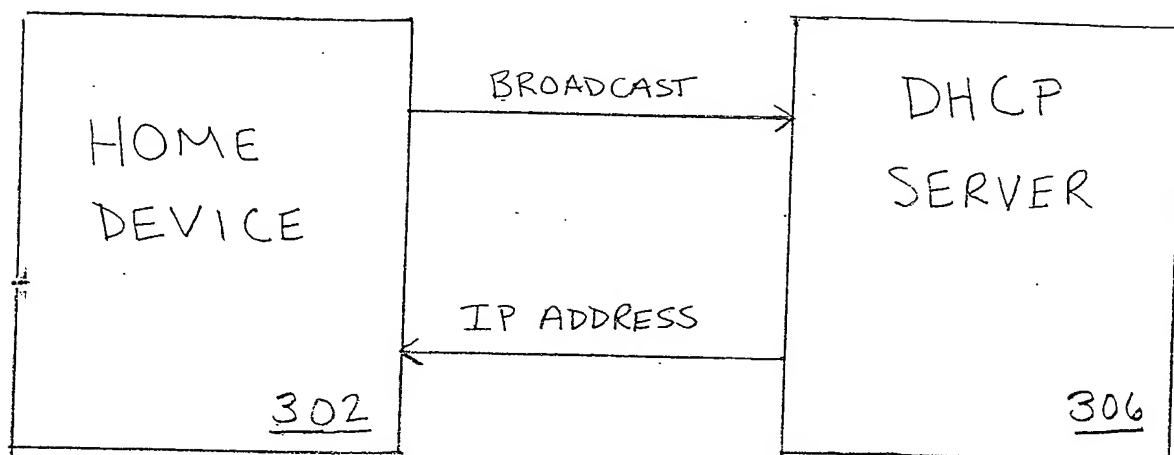 HOME
DEVICE
302
BROADCAST
IP ADDRESS
DHCP
SERVER
306